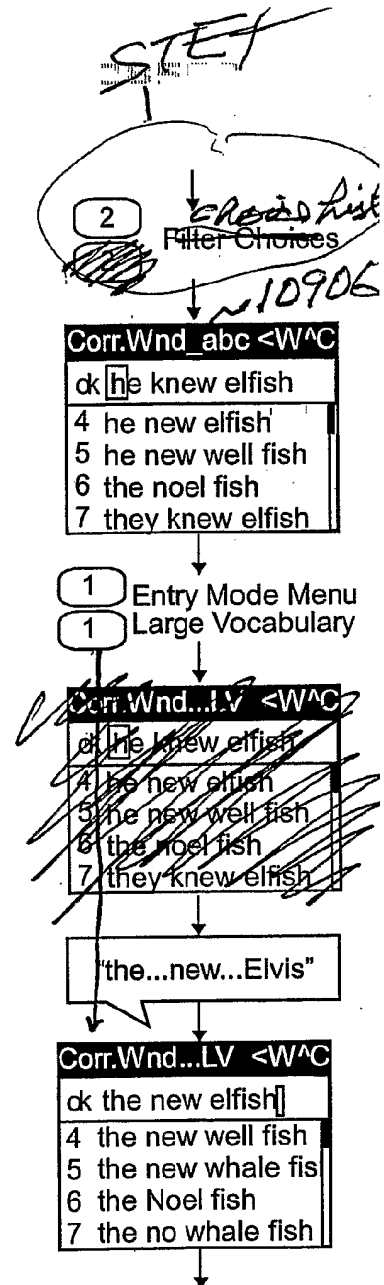 STET
2
choices list
Filter Choices
~10906
Corr.Wnd_abc <W^C
ok he knew elfish
4 he new elfish
5 he new well fish
6 the noel fish
7 they knew elfish
1 Entry Mode Menu
1 Large Vocabulary
Corr.Wnd...LV <W^C
ok he knew elfish
4 he new elfish
5 he new well fish
6 the noel fish
7 they knew elfish
"the...new...Elvis"
Corr.Wnd...LV <W^C
ok the new elfish
4 the new well fish
5 the new whale fis
6 the Noel fish
7 the no whale fish